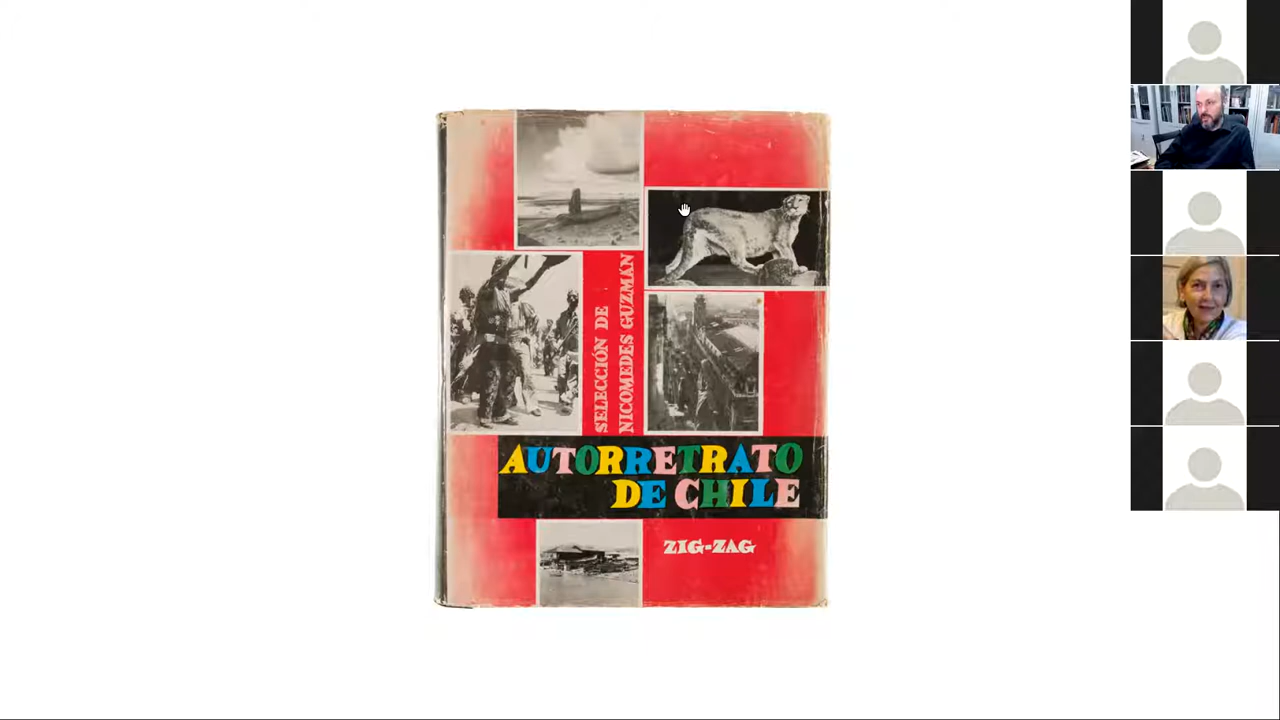 SELECCIÓN DE
NICOMEDES GUZMÁN
AUTORRETRATO
DE CHILE
ZIG-ZAG